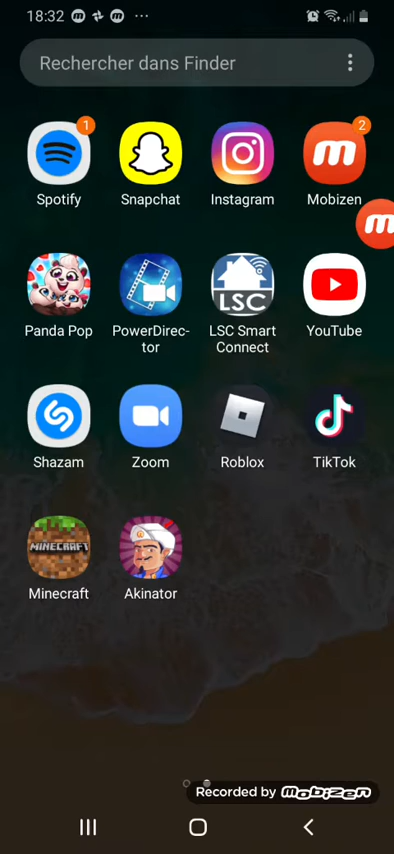 18:32
Rechercher dans Finder
1
2
Spotify Snapchat Instagram Mobizen
Panda Pop PowerDirec- LSC Smart YouTube
tor Connect
LSC
Shazam Zoom Roblox TikTok
MINECRAFT
Minecraft Akinator
Recorded by mobizen